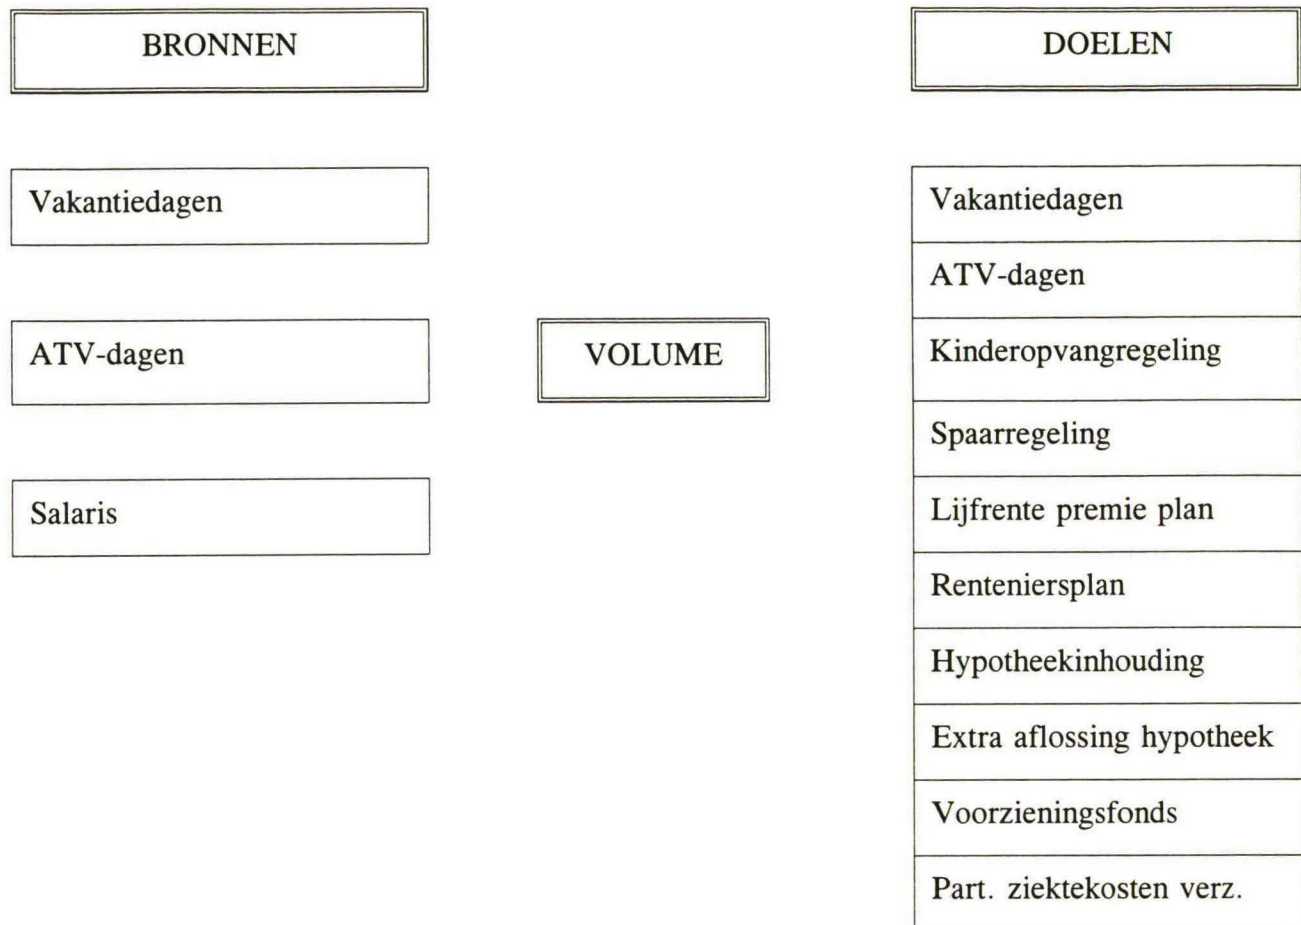 BRONNEN
DOELEN
Vakantiedagen
ATV-dagen
Salaris
VOLUME
Vakantiedagen
ATV-dagen
Kinderopvangregeling
Spaarregeling
Lijfrente premie plan
Renteniersplan
Hypotheekinhouding
Extra aflossing hypotheek
Voorzieningsfonds
Part. ziektekosten verz.